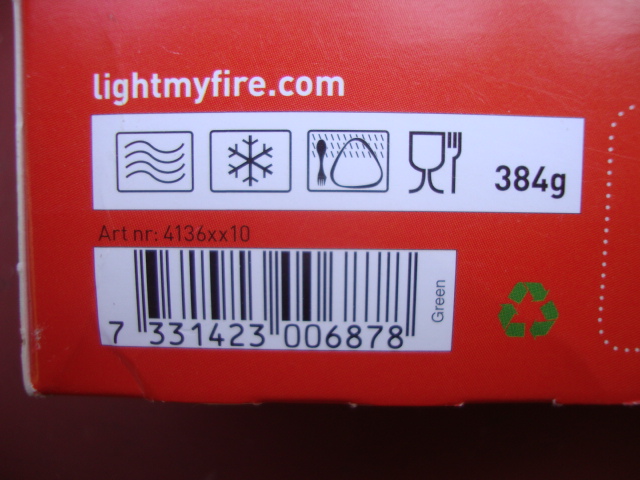 lightmyfire.com
384g
Art nr: 4136xx10
Green
7 331423 006878